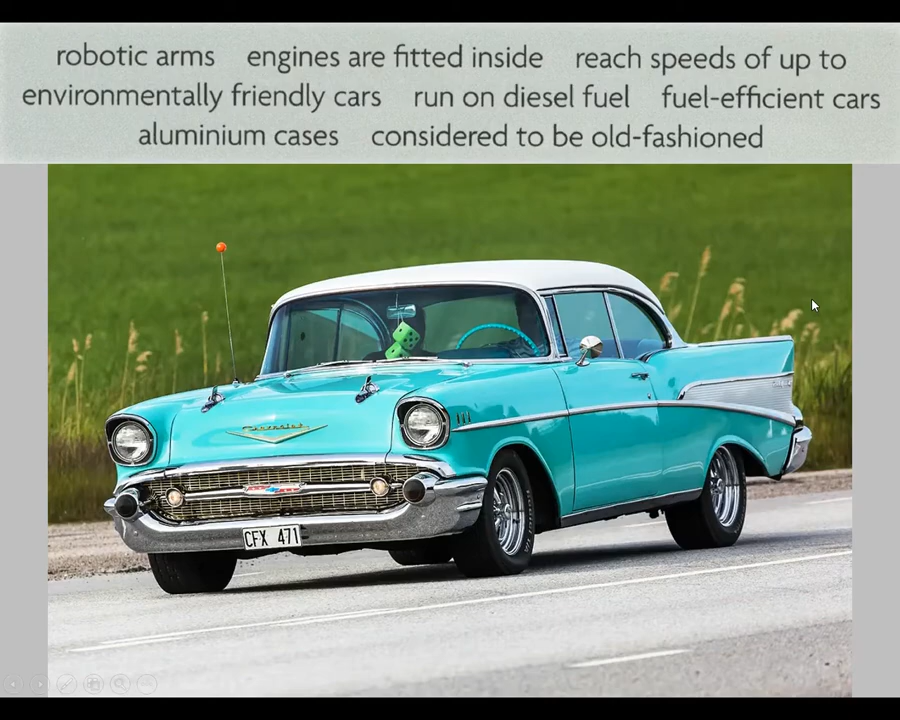 robotic arms engines are fitted inside reach speeds of up to
environmentally friendly cars run on diesel fuel fuel-efficient cars
aluminium cases considered to be old-fashioned
Chevrolet
CFX 471